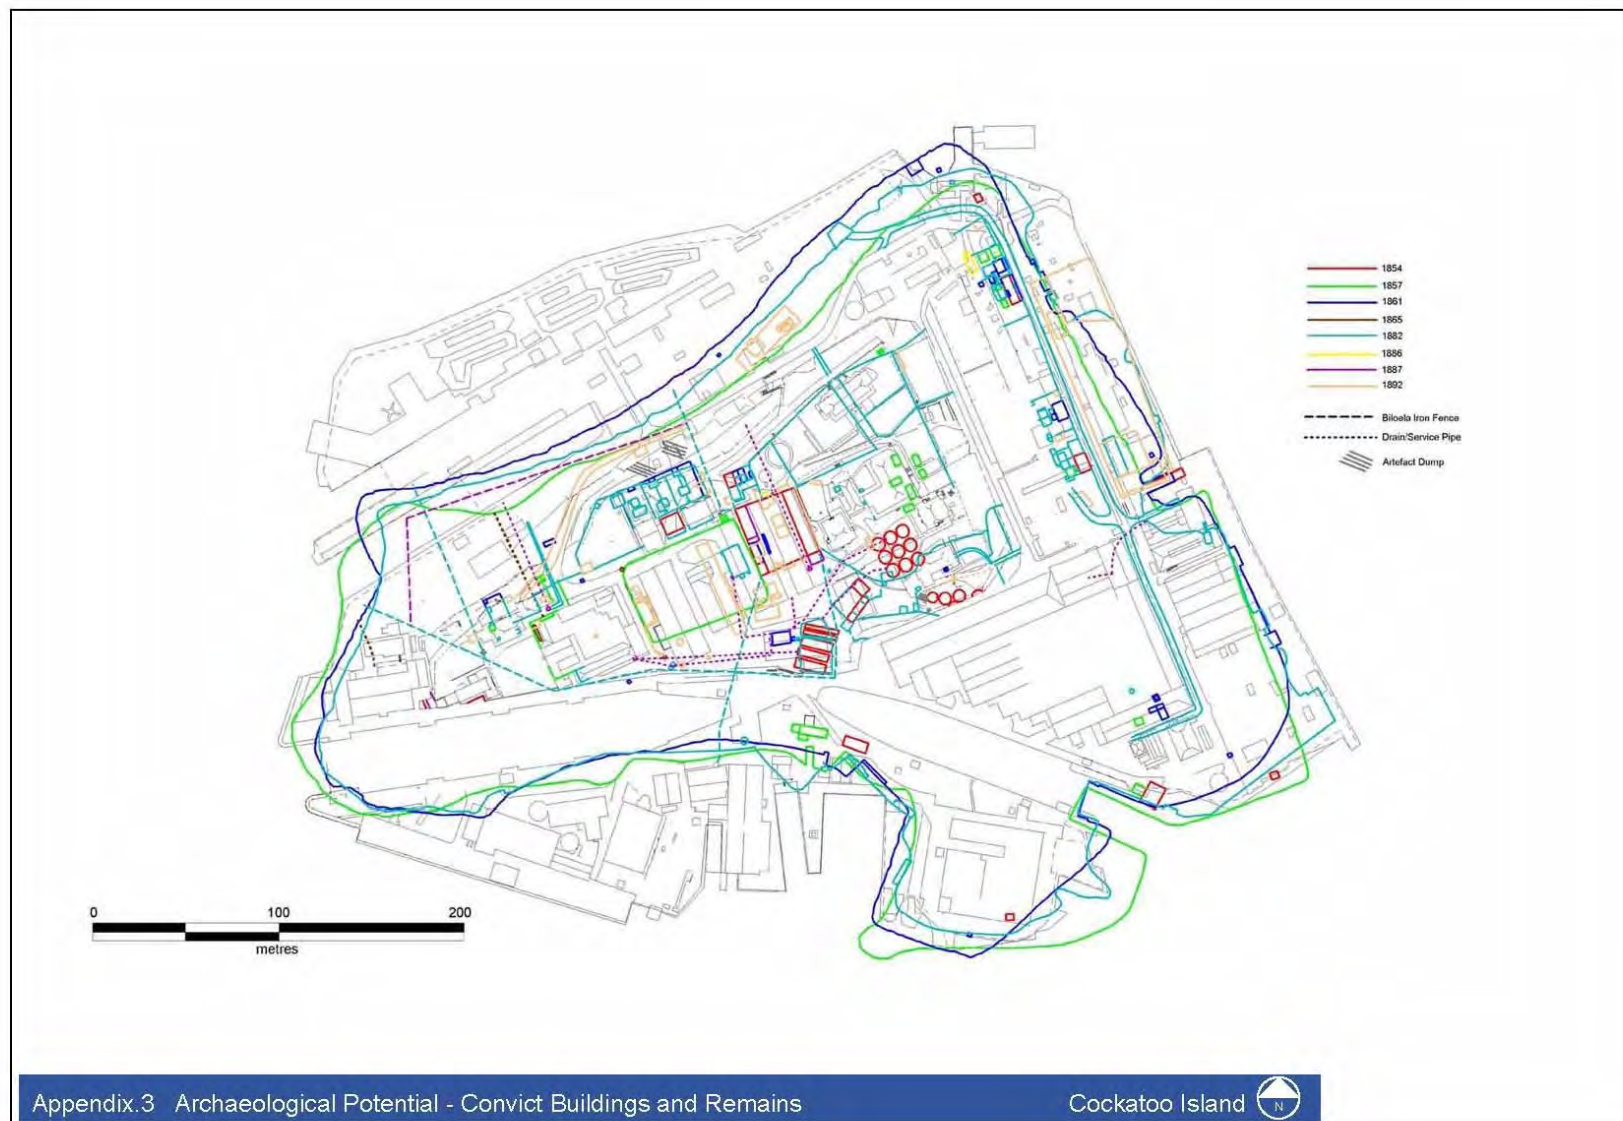 1854
1857
1861
1865
1882
1886
1887
1892
Biloela Iron Fence
Drain/Service Pipe
Artefact Dump
0 100 200
metres
Appendix.3 Archaeological Potential - Convict Buildings and Remains Cockatoo Island N